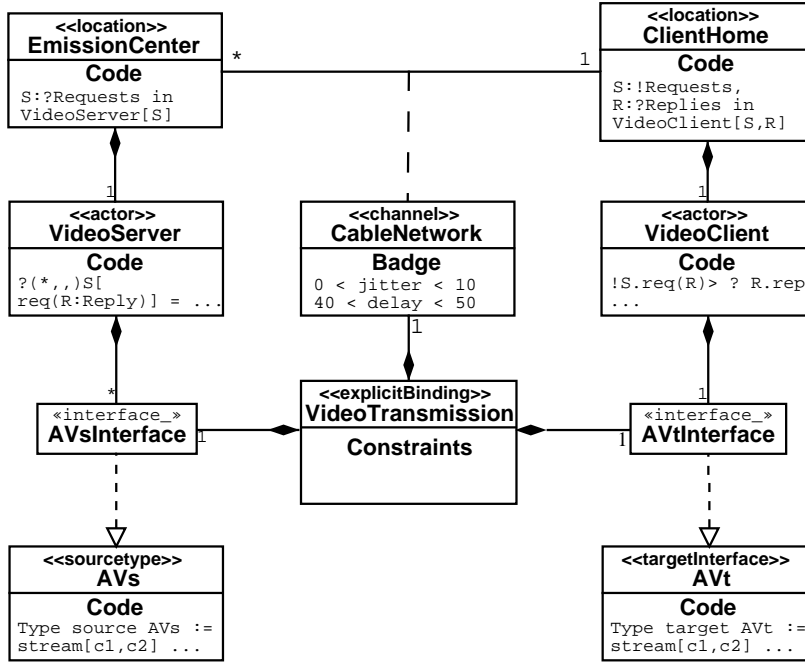 <<location>>
EmissionCenter
Code
S:?Requests in
VideoServer[S]
*
1
<<location>>
ClientHome
Code
S:!Requests,
R:?Replies in
VideoClient[S,R]
1
1
<<actor>>
VideoServer
Code
?(*,,)S[
req(R:Reply)] = ...
<<channel>>
CableNetwork
Badge
0 < jitter < 10
40 < delay < 50
1
<<actor>>
VideoClient
Code
!S.req(R)> ? R.rep
...
*
1
«interface_»
AVsInterface
1
<<explicitBinding>>
VideoTransmission
Constraints
1
«interface_»
AVtInterface
<<sourcetype>>
AVs
Code
Type source AVs :=
stream[c1,c2] ...
<<targetInterface>>
AVt
Code
Type target AVt :=
stream[c1,c2] ...